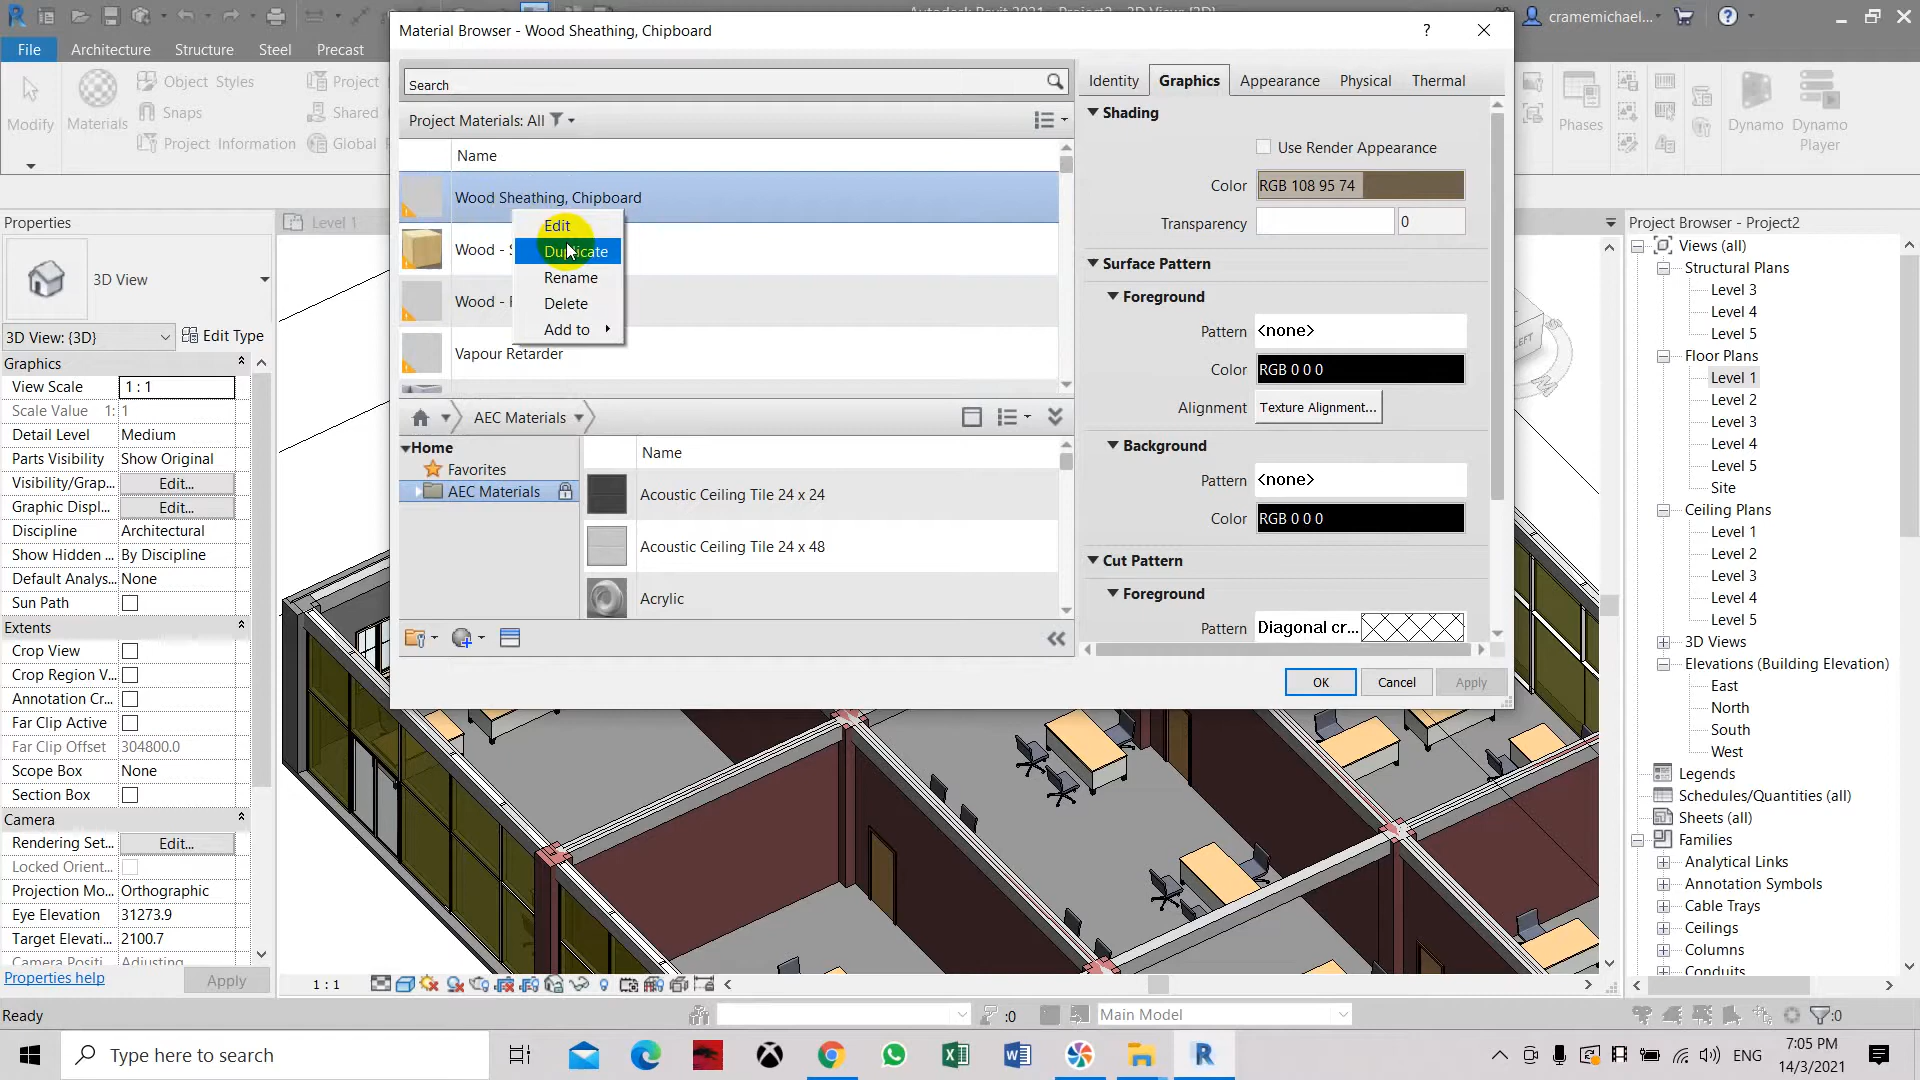 Autodesk Revit 2021 - Project2 - 3D View: {3D}
cramemichael...
File
Architecture
Structure
Steel
Precast
Modify
Materials
Object Styles
Snaps
Project Information
Project
Shared
Global
Phases
Dynamo
Dynamo Player
Material Browser - Wood Sheathing, Chipboard
Search
Project Materials: All
Name
Wood Sheathing, Chipboard
Wood - S
Wood -
Vapour Retarder
Edit
Duplicate
Rename
Delete
Add to
AEC Materials
Home
Favorites
AEC Materials
Name
Acoustic Ceiling Tile 24 x 24
Acoustic Ceiling Tile 24 x 48
Acrylic
Identity
Graphics
Appearance
Physical
Thermal
Shading
Use Render Appearance
Color RGB 108 95 74
Transparency 0
Surface Pattern
Foreground
Pattern <none>
Color RGB 0 0 0
Alignment Texture Alignment...
Background
Pattern <none>
Color RGB 0 0 0
Cut Pattern
Foreground
Pattern Diagonal cr...
OK
Cancel
Apply
Properties
3D View
3D View: {3D}
Edit Type
Graphics
View Scale 1 : 1
Scale Value 1: 1
Detail Level Medium
Parts Visibility Show Original
Visibility/Grap... Edit...
Graphic Displ... Edit...
Discipline Architectural
Show Hidden ... By Discipline
Default Analys... None
Sun Path
Extents
Crop View
Crop Region V...
Annotation Cr...
Far Clip Active
Far Clip Offset 304800.0
Scope Box None
Section Box
Camera
Rendering Set... Edit...
Locked Orient...
Projection Mo... Orthographic
Eye Elevation 31273.9
Target Elevati... 2100.7
Camera Positi... Adjusting
Properties help
Apply
Level 1
LEFT
1 : 1
Project Browser - Project2
Views (all)
Structural Plans
Level 3
Level 4
Level 5
Floor Plans
Level 1
Level 2
Level 3
Level 4
Level 5
Site
Ceiling Plans
Level 1
Level 2
Level 3
Level 4
Level 5
3D Views
Elevations (Building Elevation)
East
North
South
West
Legends
Schedules/Quantities (all)
Sheets (all)
Families
Analytical Links
Annotation Symbols
Cable Trays
Ceilings
Columns
Conduits
Ready
:0
Main Model
:0
Type here to search
ENG
7:05 PM
14/3/2021